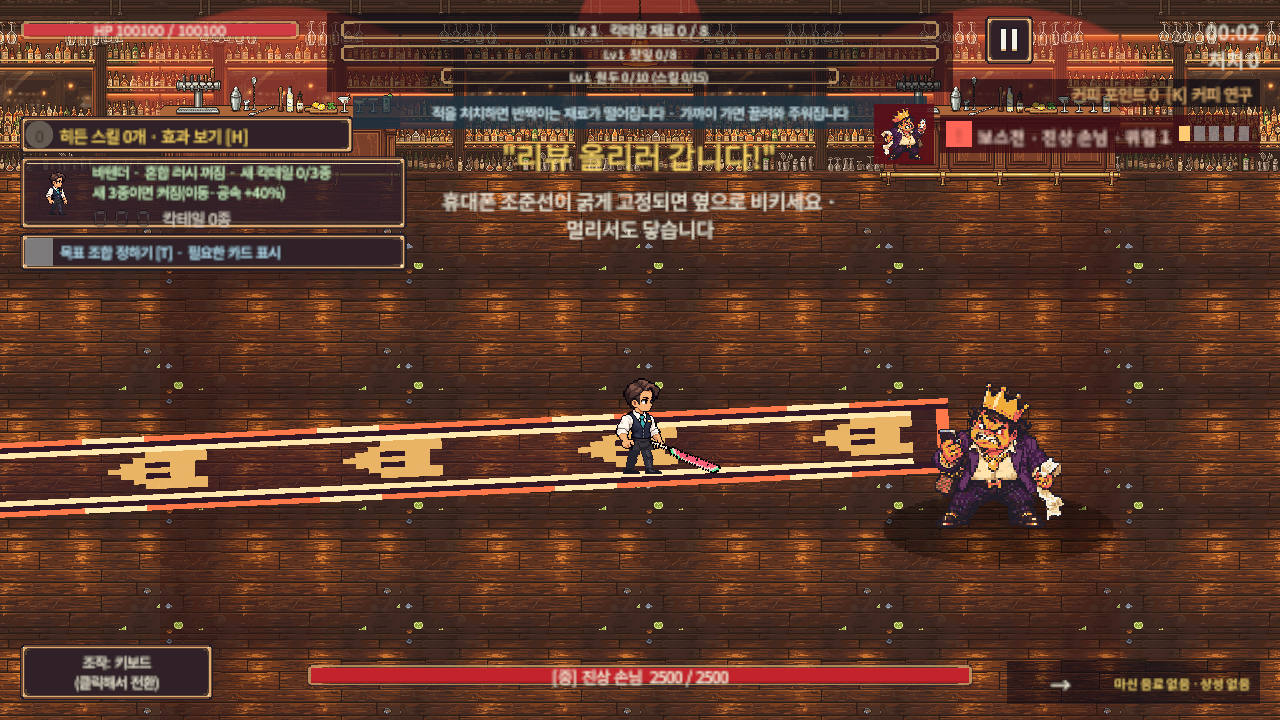 HP 100100 / 100100
Lv 1 칵테일 재료 0 / 8
Lv1 찻잎 0/8
Lv1 원두 0/10 (스킬 0/15)
00:02
처치 0
커피 포인트 0 [K] 커피 연구
적을 처치하면 반짝이는 재료가 떨어집니다 · 가까이 가면 끌려와 주워집니다
0 히든 스킬 0개 · 효과 보기 [H]
보스전 · 진상 손님 · 위협 1
"리뷰 올리러 갑니다!"
바텐더 - 혼합 러시 꺼짐 - 새 칵테일 0/3종
새 3종이면 켜짐(이동·공속 +40%)
칵테일 0종
휴대폰 조준선이 굵게 고정되면 옆으로 비키세요 ·
멀리서도 닿습니다
목표 조합 정하기 [T] - 필요한 카드 표시
조작: 키보드
(클릭해서 전환)
[중] 진상 손님 2500 / 2500
→ 마신 음료 없음 · 상성 없음